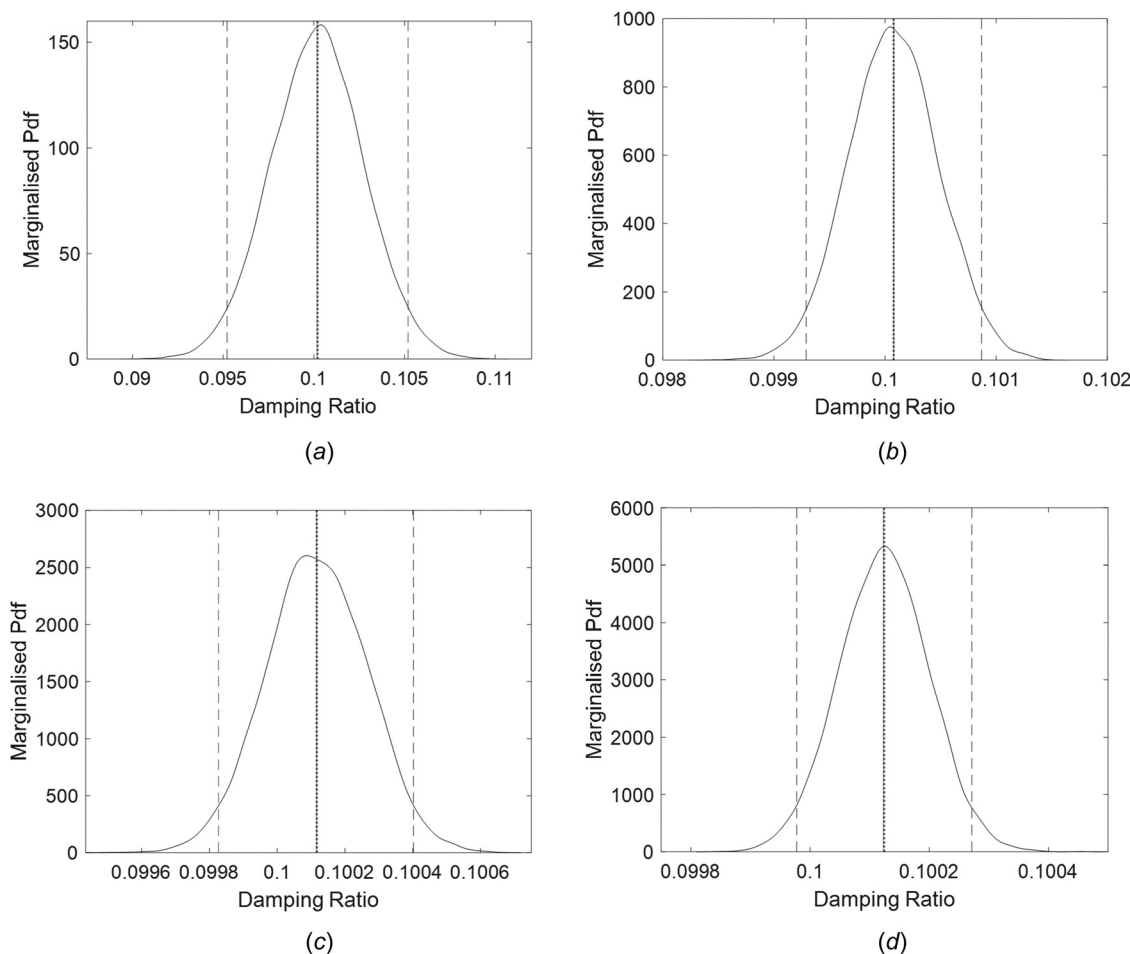 150
100
50
0
Marginalised Pdf
0.09 0.095 0.1 0.105 0.11
Damping Ratio
(a)
1000
800
600
400
200
0
Marginalised Pdf
0.098 0.099 0.1 0.101 0.102
Damping Ratio
(b)
3000
2500
2000
1500
1000
500
0
Marginalised Pdf
0.0996 0.0998 0.1 0.1002 0.1004 0.1006
Damping Ratio
(c)
6000
5000
4000
3000
2000
1000
0
Marginalised Pdf
0.0998 0.1 0.1002 0.1004
Damping Ratio
(d)